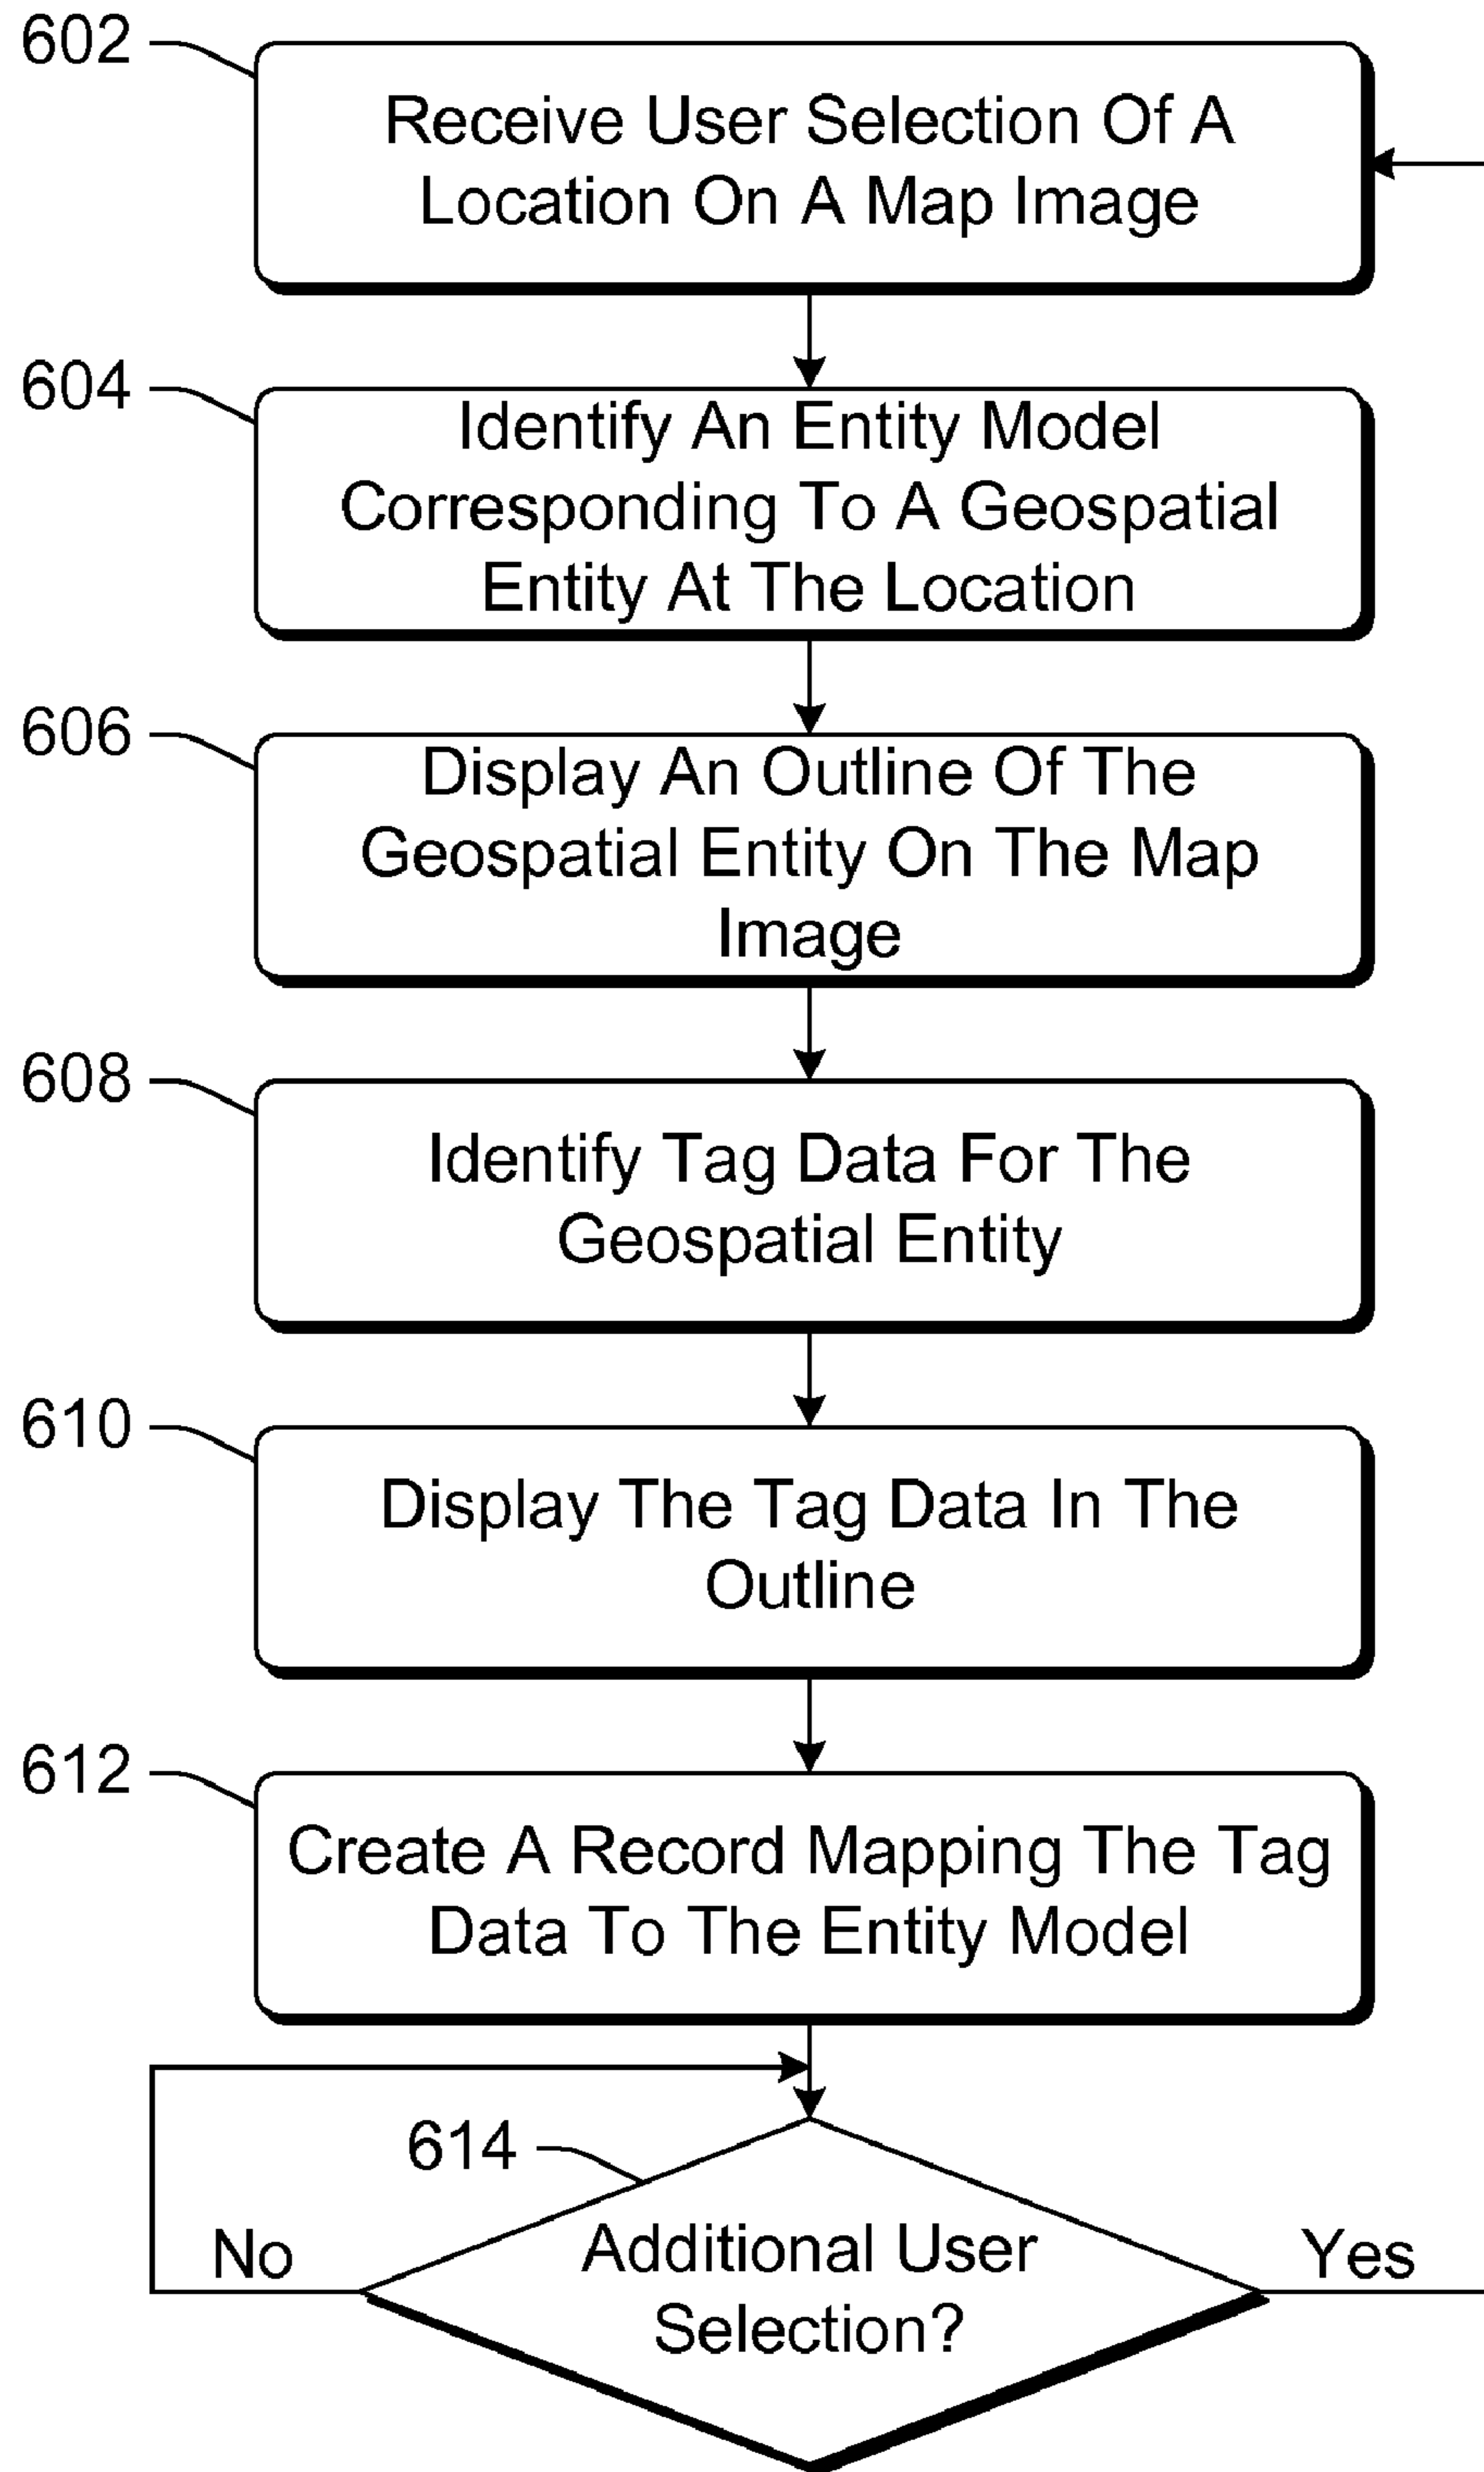 602
Receive User Selection Of A
Location On A Map Image
604
Identify An Entity Model
Corresponding To A Geospatial
Entity At The Location
606
Display An Outline Of The
Geospatial Entity On The Map
Image
608
Identify Tag Data For The
Geospatial Entity
610
Display The Tag Data In The
Outline
612
Create A Record Mapping The Tag
Data To The Entity Model
614
Additional User
Selection?
No
Yes